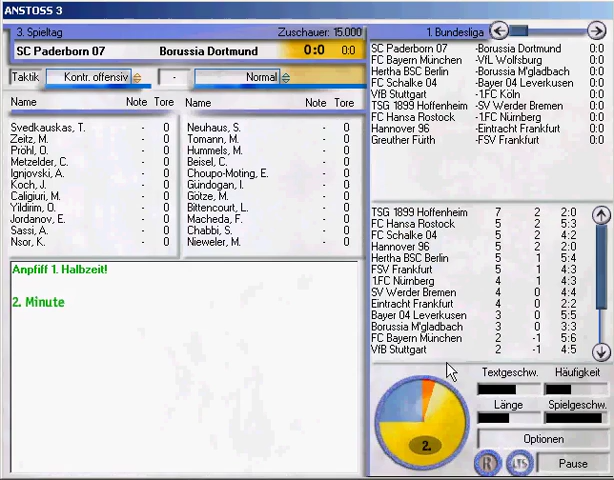 ANSTOSS 3
3. Spieltag Zuschauer: 15.000
SC Paderborn 07 Borussia Dortmund 0:0 0:0
Taktik Kontr. offensiv - Normal
Name Note Tore Name Note Tore
Svedkauskas, T. - 0 Neuhaus, S. - 0
Zeitz, M. - 0 Tomann, M. - 0
Pröhl, O. - 0 Hummels, M. - 0
Metzelder, C. - 0 Beisel, C. - 0
Ignjovski, A. - 0 Choupo-Moting, E. - 0
Koch, J. - 0 Gündogan, I. - 0
Caligiuri, M. - 0 Götze, M. - 0
Yildirim, O. - 0 Bittencourt, L. - 0
Jordanov, E. - 0 Macheda, F. - 0
Sassi, A. - 0 Chabbi, S. - 0
Nsor, K. - 0 Nieweler, M. - 0
Anpfiff 1. Halbzeit!
2. Minute
1. Bundesliga
SC Paderborn 07 -Borussia Dortmund 0:0
FC Bayern München -VfL Wolfsburg 0:0
Hertha BSC Berlin -Borussia M'gladbach 0:0
FC Schalke 04 -Bayer 04 Leverkusen 0:0
VfB Stuttgart -1.FC Köln 0:0
TSG 1899 Hoffenheim -SV Werder Bremen 0:0
FC Hansa Rostock -1.FC Nürnberg 0:0
Hannover 96 -Eintracht Frankfurt 0:0
Greuther Fürth -FSV Frankfurt 0:0
TSG 1899 Hoffenheim 7 2 2:0
FC Hansa Rostock 5 2 5:3
FC Schalke 04 5 2 4:2
Hannover 96 5 2 2:0
Hertha BSC Berlin 5 1 5:4
FSV Frankfurt 5 1 4:3
1.FC Nürnberg 4 1 4:3
SV Werder Bremen 4 0 4:4
Eintracht Frankfurt 4 0 2:2
Bayer 04 Leverkusen 3 0 5:5
Borussia M'gladbach 3 0 3:3
FC Bayern München 2 -1 5:6
VfB Stuttgart 2 -1 4:5
Textgeschw. Häufigkeit
Länge Spielgeschw.
2.
Optionen
R LTS Pause